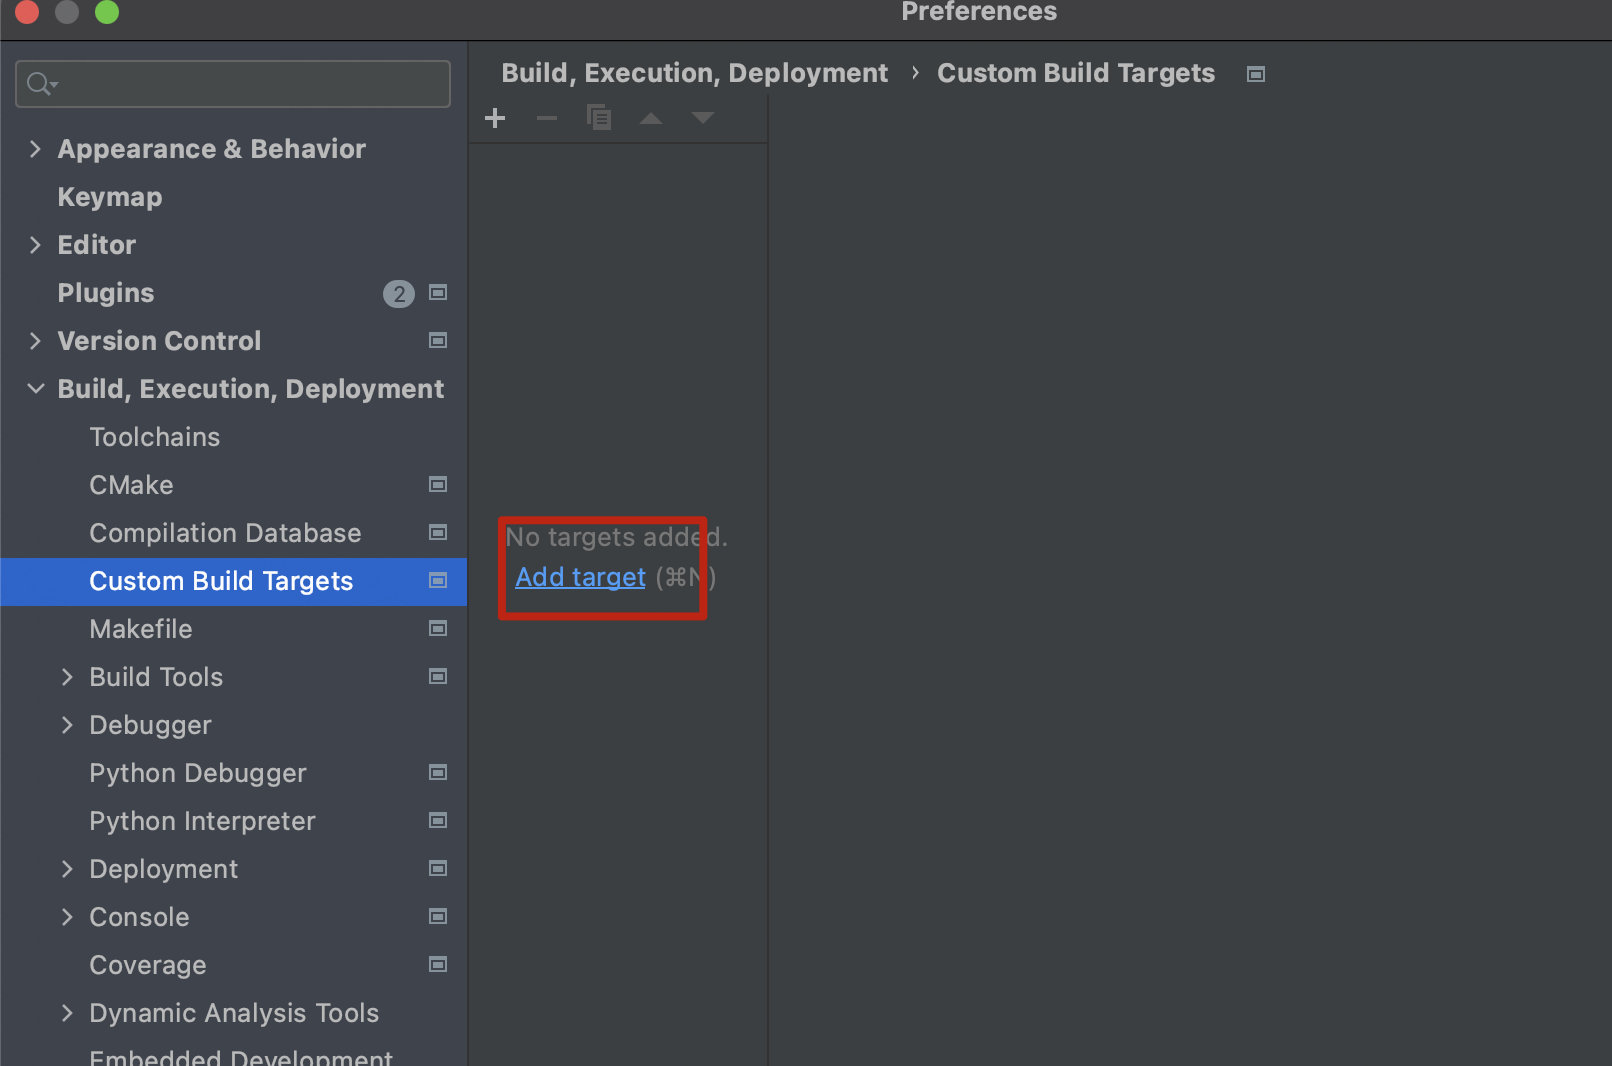 Preferences
Build, Execution, Deployment › Custom Build Targets
Appearance & Behavior
Keymap
Editor
Plugins 2
Version Control
Build, Execution, Deployment
Toolchains
CMake
Compilation Database
Custom Build Targets
Makefile
Build Tools
Debugger
Python Debugger
Python Interpreter
Deployment
Console
Coverage
Dynamic Analysis Tools
Embedded Development
No targets added.
Add target (⌘N)